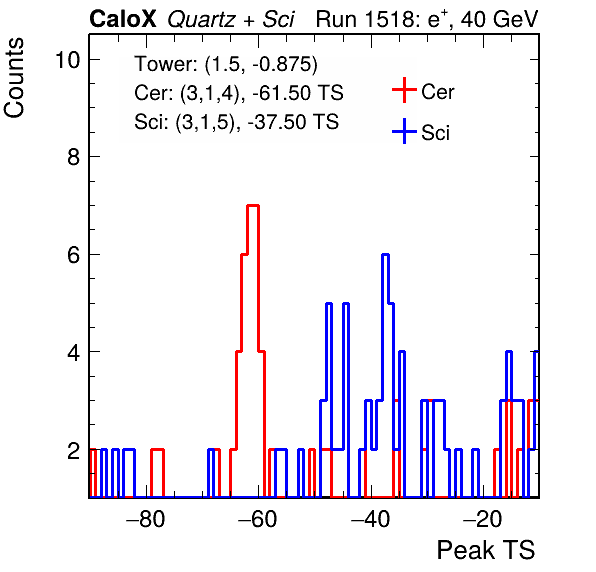 CaloX Quartz + Sci Run 1518: e⁺, 40 GeV
Counts
Tower: (1.5, -0.875)
Cer: (3,1,4), -61.50 TS
Sci: (3,1,5), -37.50 TS
Cer
Sci
10
8
6
4
2
−80 −60 −40 −20
Peak TS